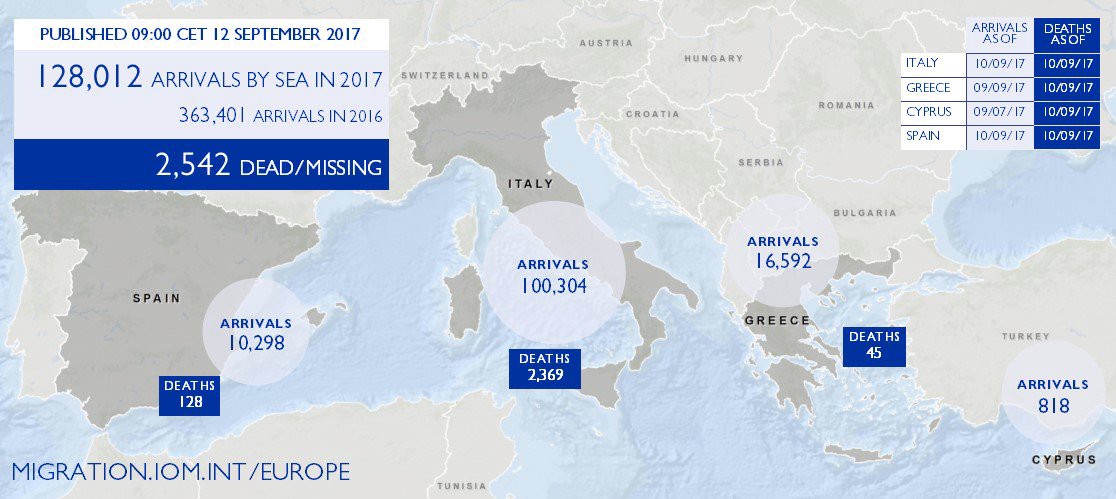 PUBLISHED 09:00 CET 12 SEPTEMBER 2017
128,012 ARRIVALS BY SEA IN 2017
363,401 ARRIVALS IN 2016
2,542 DEAD/MISSING
ARRIVALS AS OF
DEATHS AS OF
ITALY 10/09/17 10/09/17
GREECE 09/09/17 10/09/17
CYPRUS 09/07/17 10/09/17
SPAIN 10/09/17 10/09/17
AUSTRIA
HUNGARY
SWITZERLAND
ROMANIA
CROATIA
SERBIA
ITALY
BULGARIA
ARRIVALS
16,592
ARRIVALS
100,304
SPAIN
ARRIVALS
10,298
GREECE
DEATHS
45
TURKEY
DEATHS
2,369
DEATHS
128
ARRIVALS
818
CYPRUS
MIGRATION.IOM.INT/EUROPE
TUNISIA